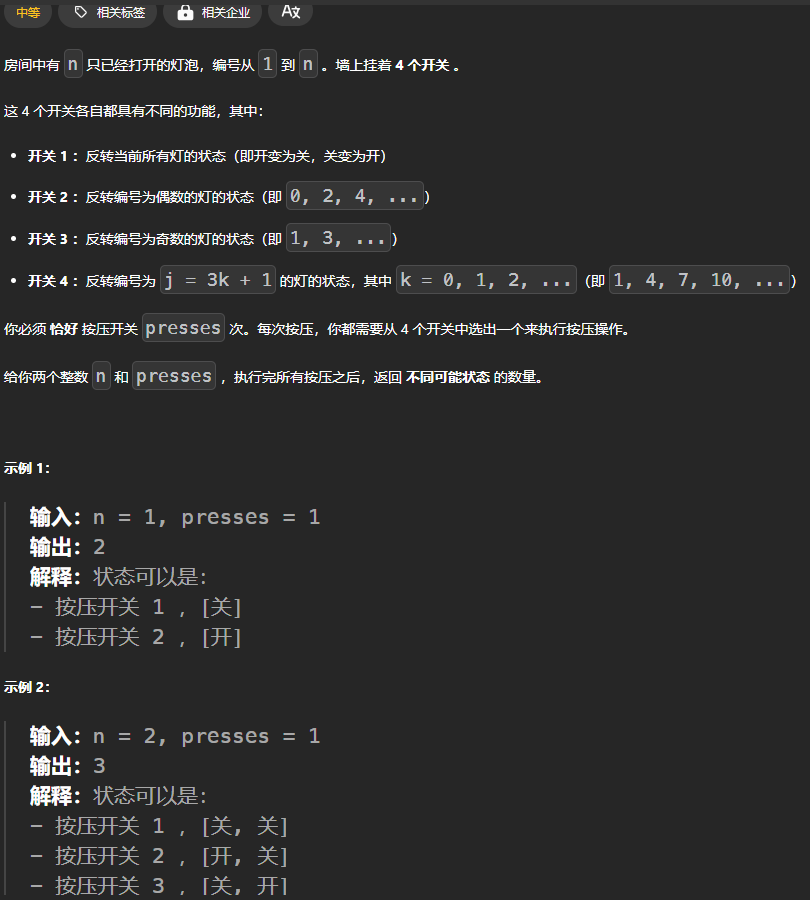 中等 相关标签 相关企业 Aあ
房间中有 n 只已经打开的灯泡，编号从 1 到 n 。墙上挂着 4 个开关 。
这 4 个开关各自都具有不同的功能，其中：
• 开关 1 ：反转当前所有灯的状态（即开变为关，关变为开）
• 开关 2 ：反转编号为偶数的灯的状态（即 0, 2, 4, ...）
• 开关 3 ：反转编号为奇数的灯的状态（即 1, 3, ...）
• 开关 4 ：反转编号为 j = 3k + 1 的灯的状态，其中 k = 0, 1, 2, ...（即 1, 4, 7, 10, ...）
你必须 恰好 按压开关 presses 次。每次按压，你都需要从 4 个开关中选出一个来执行按压操作。
给你两个整数 n 和 presses ，执行完所有按压之后，返回 不同可能状态 的数量。
示例 1：
输入：n = 1, presses = 1
输出：2
解释：状态可以是：
- 按压开关 1 ，[关]
- 按压开关 2 ，[开]
示例 2：
输入：n = 2, presses = 1
输出：3
解释：状态可以是：
- 按压开关 1 ，[关, 关]
- 按压开关 2 ，[开, 关]
- 按压开关 3 ，[关, 开]